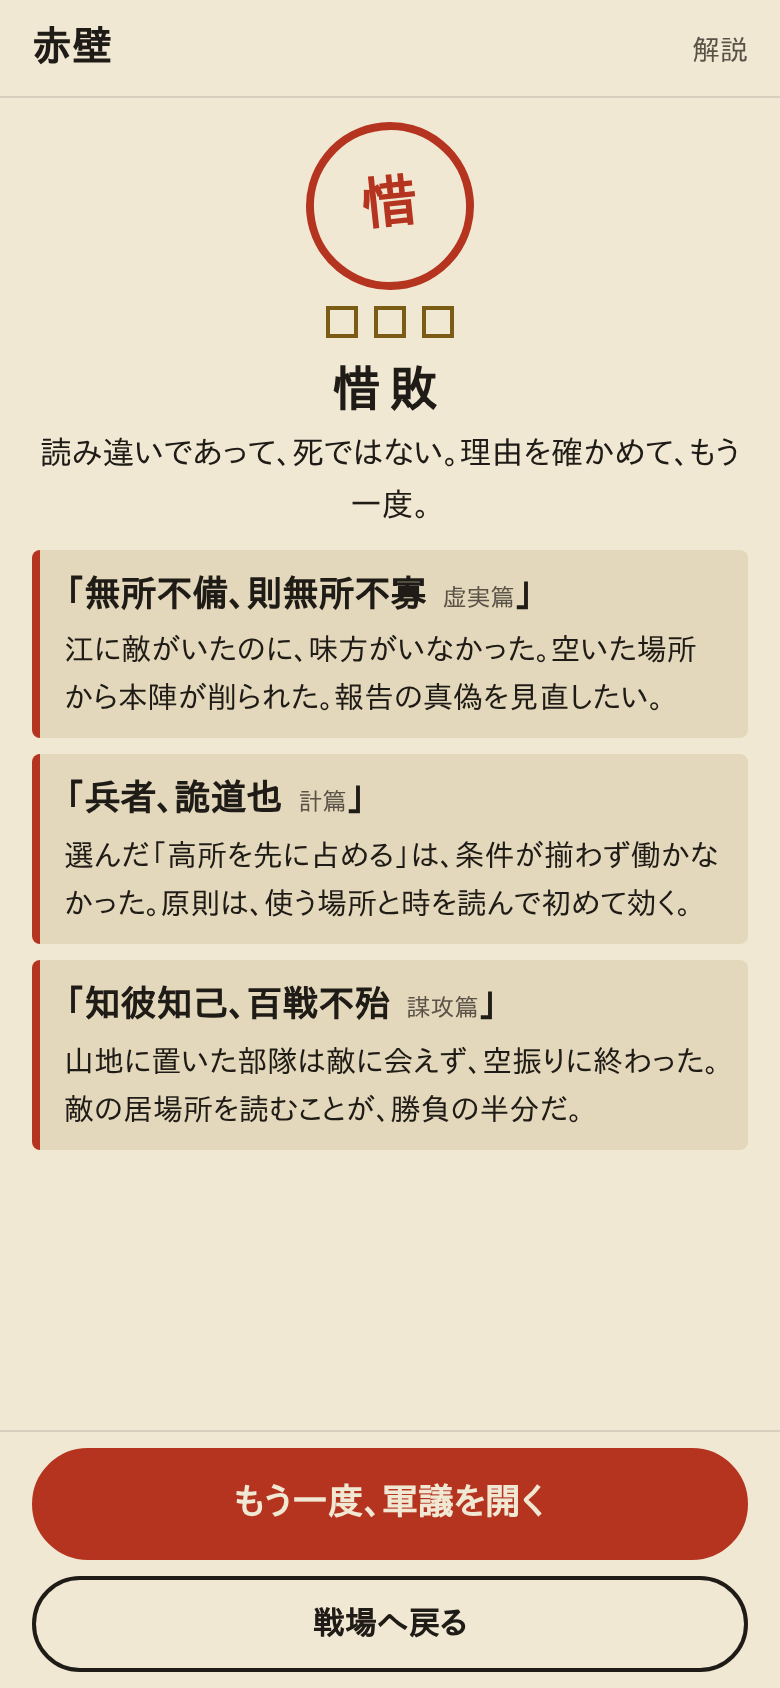 赤壁
解説
惜
惜敗
読み違いであって、死ではない。理由を確かめて、もう
一度。
「無所不備、則無所不寡 虚実篇」
江に敵がいたのに、味方がいなかった。空いた場所
から本陣が削られた。報告の真偽を見直したい。
「兵者、詭道也 計篇」
選んだ「高所を先に占める」は、条件が揃わず働かな
かった。原則は、使う場所と時を読んで初めて効く。
「知彼知己、百戦不殆 謀攻篇」
山地に置いた部隊は敵に会えず、空振りに終わった。
敵の居場所を読むことが、勝負の半分だ。
もう一度、軍議を開く
戦場へ戻る